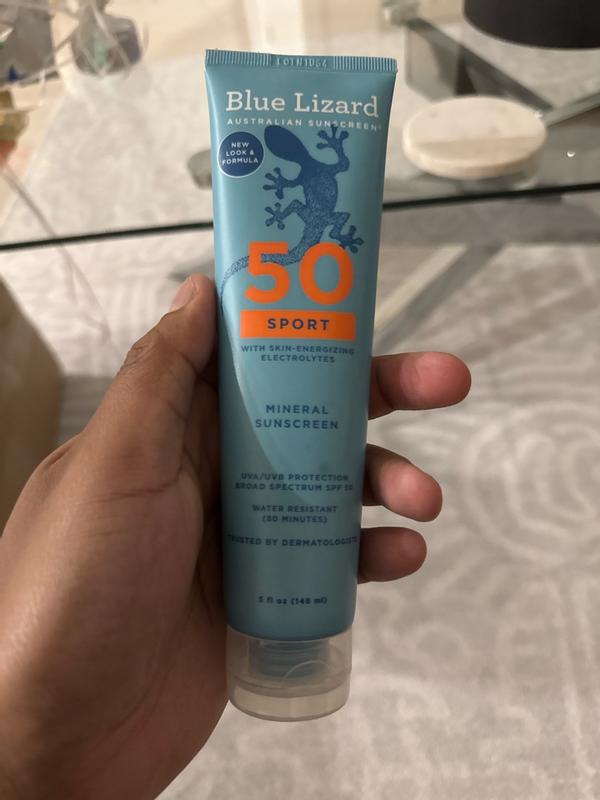 Blue Lizard
AUSTRALIAN SUNSCREEN®
NEW
LOOK &
FORMULA
50
SPORT
WITH SKIN-ENERGIZING
ELECTROLYTES
MINERAL
SUNSCREEN
UVA/UVB PROTECTION
BROAD SPECTRUM SPF 50
WATER RESISTANT
(80 MINUTES)
TRUSTED BY DERMATOLOGISTS
5 fl oz (148 ml)